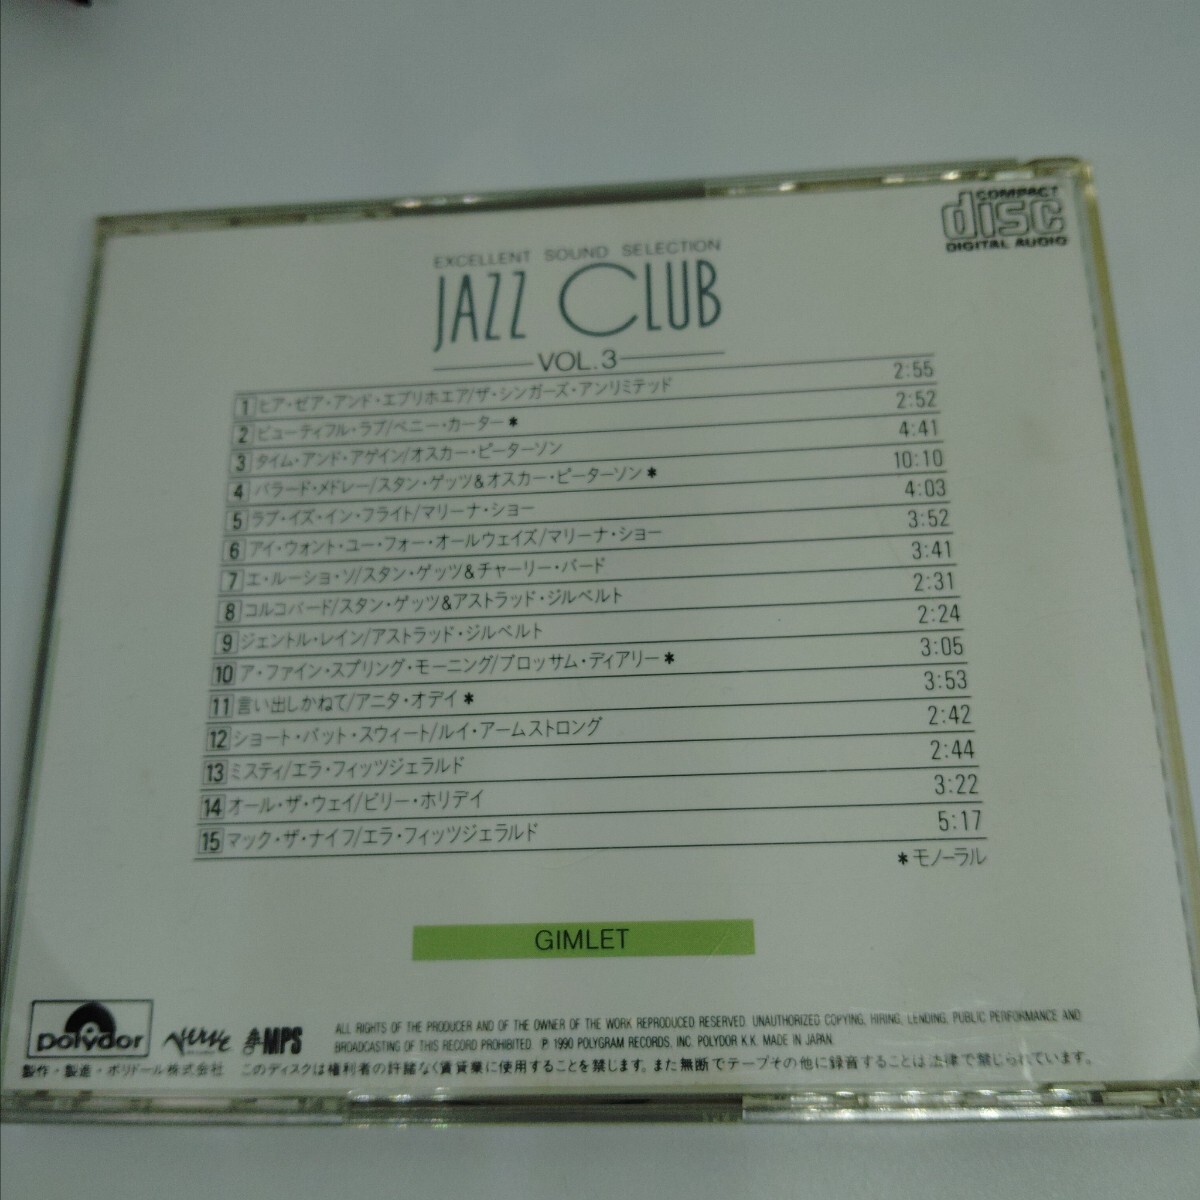 COMPACT
disc
DIGITAL AUDIO
EXCELLENT SOUND SELECTION
JAZZ CLUB
VOL.3
1 ヒア・ゼア・アンド・エブリホエア/ザ・シンガーズ・アンリミテッド 2:55
2 ビューティフル・ラブ/ベニー・カーター* 2:52
3 タイム・アンド・アゲイン/オスカー・ピーターソン 4:41
4 バラード・メドレー/スタン・ゲッツ&オスカー・ピーターソン* 10:10
5 ラブ・イズ・イン・フライト/マリーナ・ショー 4:03
6 アイ・ウォント・ユー・フォー・オールウェイズ/マリーナ・ショー 3:52
7 エ・ルーショ・ソ/スタン・ゲッツ&チャーリー・バード 3:41
8 コルコバード/スタン・ゲッツ&アストラッド・ジルベルト 2:31
9 ジェントル・レイン/アストラッド・ジルベルト 2:24
10 ア・ファイン・スプリング・モーニング/ブロッサム・ディアリー* 3:05
11 言い出しかねて/アニタ・オデイ* 3:53
12 ショート・バット・スウィート/ルイ・アームストロング 2:42
13 ミスティ/エラ・フィッツジェラルド 2:44
14 オール・ザ・ウェイ/ビリー・ホリデイ 3:22
15 マック・ザ・ナイフ/エラ・フィッツジェラルド 5:17
*モノーラル
GIMLET
polydor Verve MPS
ALL RIGHTS OF THE PRODUCER AND OF THE OWNER OF THE WORK REPRODUCED RESERVED. UNAUTHORIZED COPYING, HIRING, LENDING, PUBLIC PERFORMANCE AND
BROADCASTING OF THIS RECORD PROHIBITED. Ⓟ 1990 POLYGRAM RECORDS, INC. POLYDOR K.K. MADE IN JAPAN.
製作・製造・ポリドール株式会社 このディスクは権利者の許諾なく賃貸業に使用することを禁じます。また無断でテープその他に録音することは法律で禁じられています。